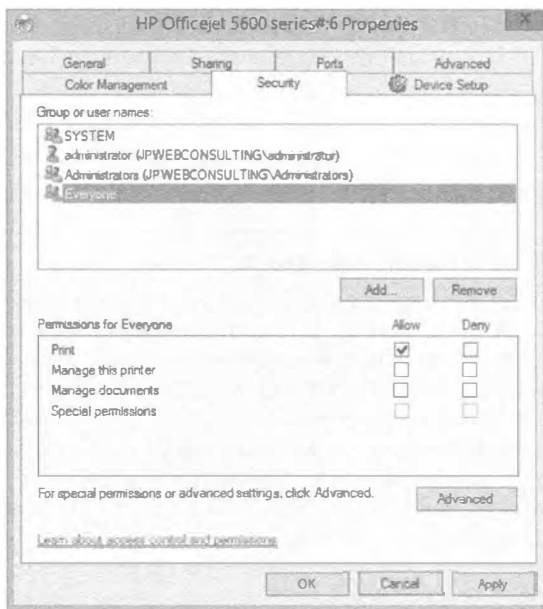 HP Officejet 5600 series#:6 Properties
General Sharing Ports Advanced
Color Management Security Device Setup
Group or user names:
SYSTEM
administrator (JPWEBCONSULTING\administrator)
Administrators (JPWEBCONSULTING\Administrators)
Everyone
Add... Remove
Permissions for Everyone Allow Deny
Print
Manage this printer
Manage documents
Special permissions
For special permissions or advanced settings, click Advanced.
Advanced
Learn about access control and permissions
OK Cancel Apply